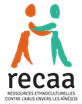 recaa
RESSOURCES ETHNOCULTURELLES
CONTRE L'ABUS ENVERS LES AÎNÉ(E)S